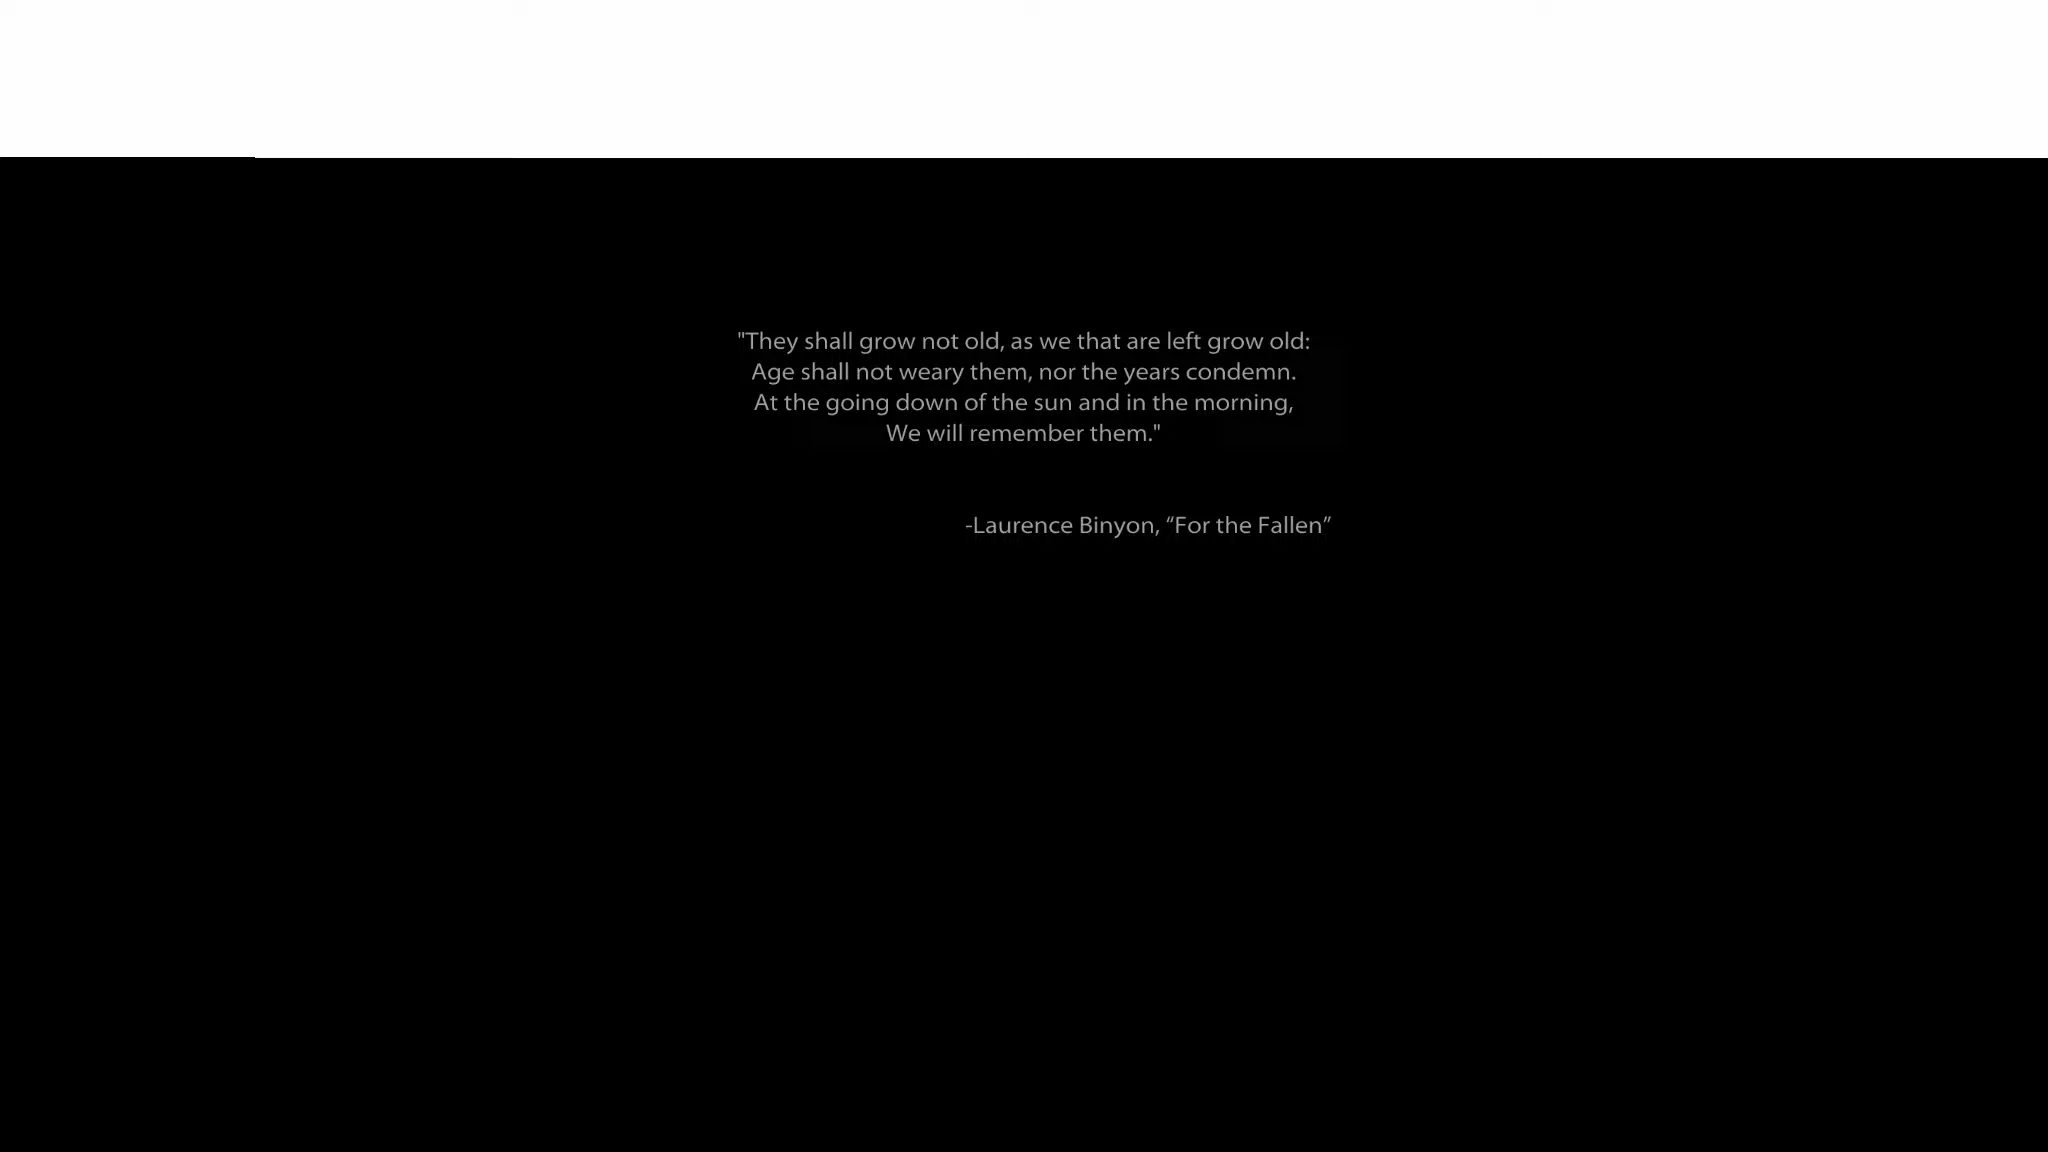 "They shall grow not old, as we that are left grow old:
Age shall not weary them, nor the years condemn.
At the going down of the sun and in the morning,
We will remember them."
-Laurence Binyon, “For the Fallen”